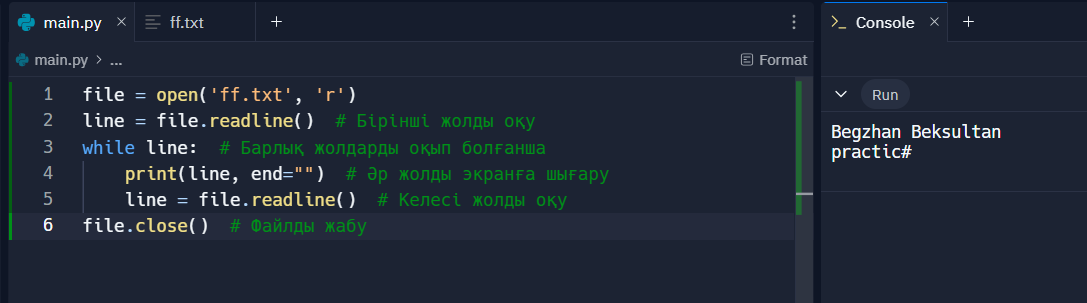 main.py × ff.txt +
main.py > ...
Format
1 file = open('ff.txt', 'r')
2 line = file.readline()  # Бірінші жолды оқу
3 while line:  # Барлық жолдарды оқып болғанша
4     print(line, end="")  # Әр жолды экранға шығару
5     line = file.readline()  # Келесі жолды оқу
6 file.close()  # Файлды жабу
>_ Console × +
Run
Begzhan Beksultan
practic#